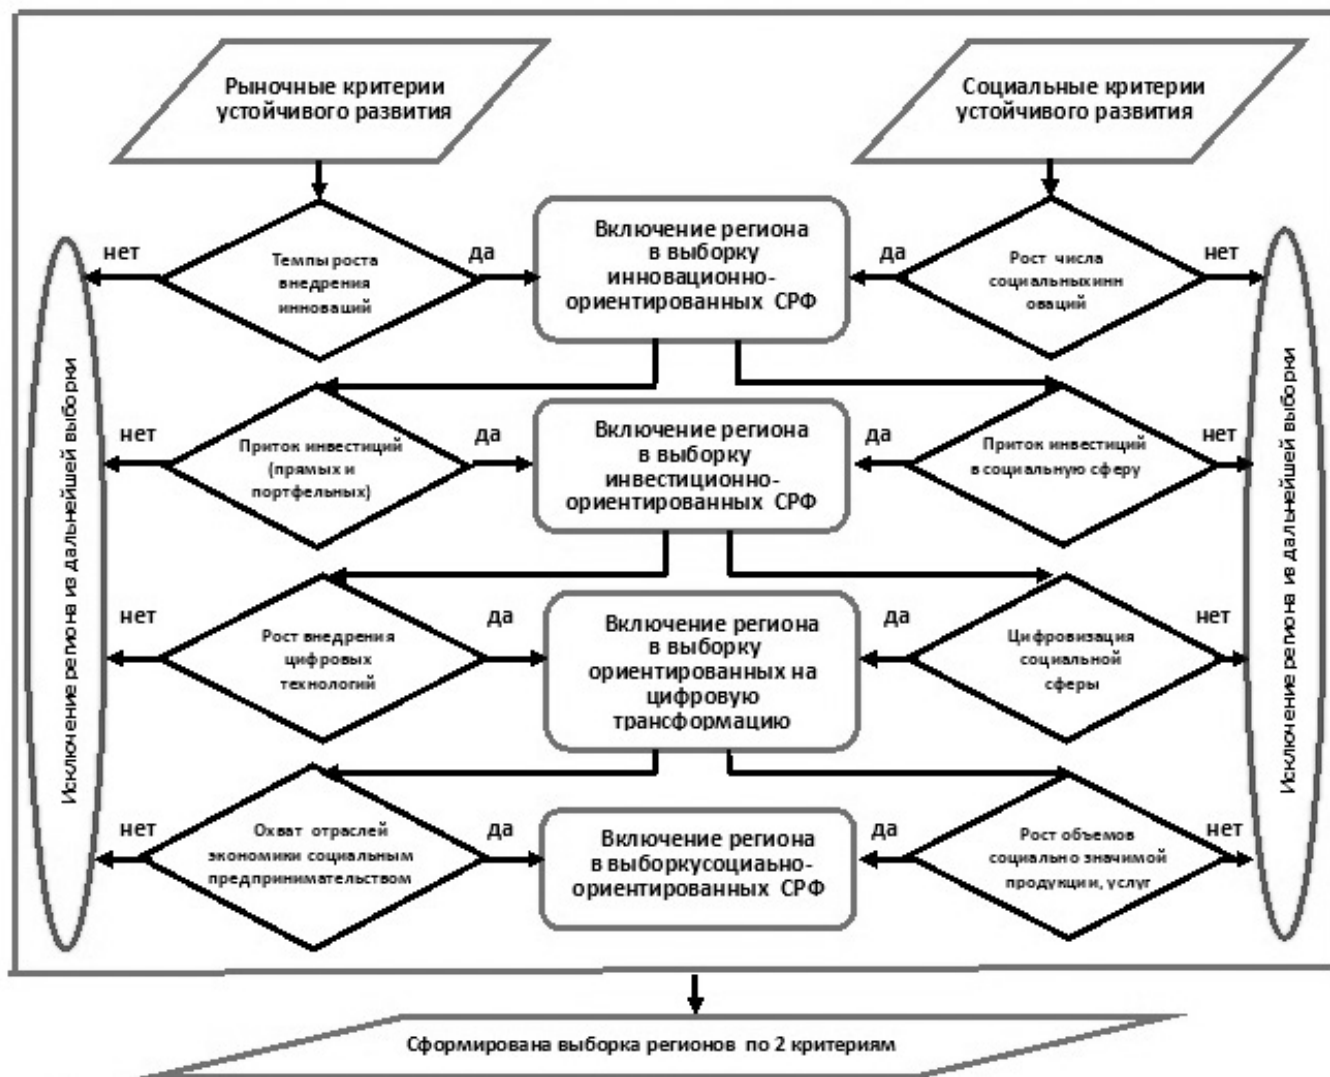 Рыночные критерии
устойчивого развития
Социальные критерии
устойчивого развития
нет
Темпы роста
внедрения
инноваций
да
Включение региона
в выборку
инновационно-
ориентированных СРФ
да
Рост числа
социальныхинн
оваций
нет
Исключение региона из дальнейшей выборки
Исключение региона из дальнейшей выборки
нет
Приток инвестиций
(прямых и
портфельных)
да
Включение региона
в выборку
инвестиционно-
ориентированных СРФ
да
Приток инвестиций
в социальную сферу
нет
нет
Рост внедрения
цифровых
технологий
да
Включение региона
в выборку
ориентированных на
цифровую
трансформацию
да
Цифровизация
социальной
сферы
нет
нет
Охват отраслей
экономики социальным
предпринимательством
да
Включение региона
в выборкусоциаьно-
ориентированных СРФ
да
Рост объемов
социально значимой
продукции, услуг
нет
Сформирована выборка регионов по 2 критериям